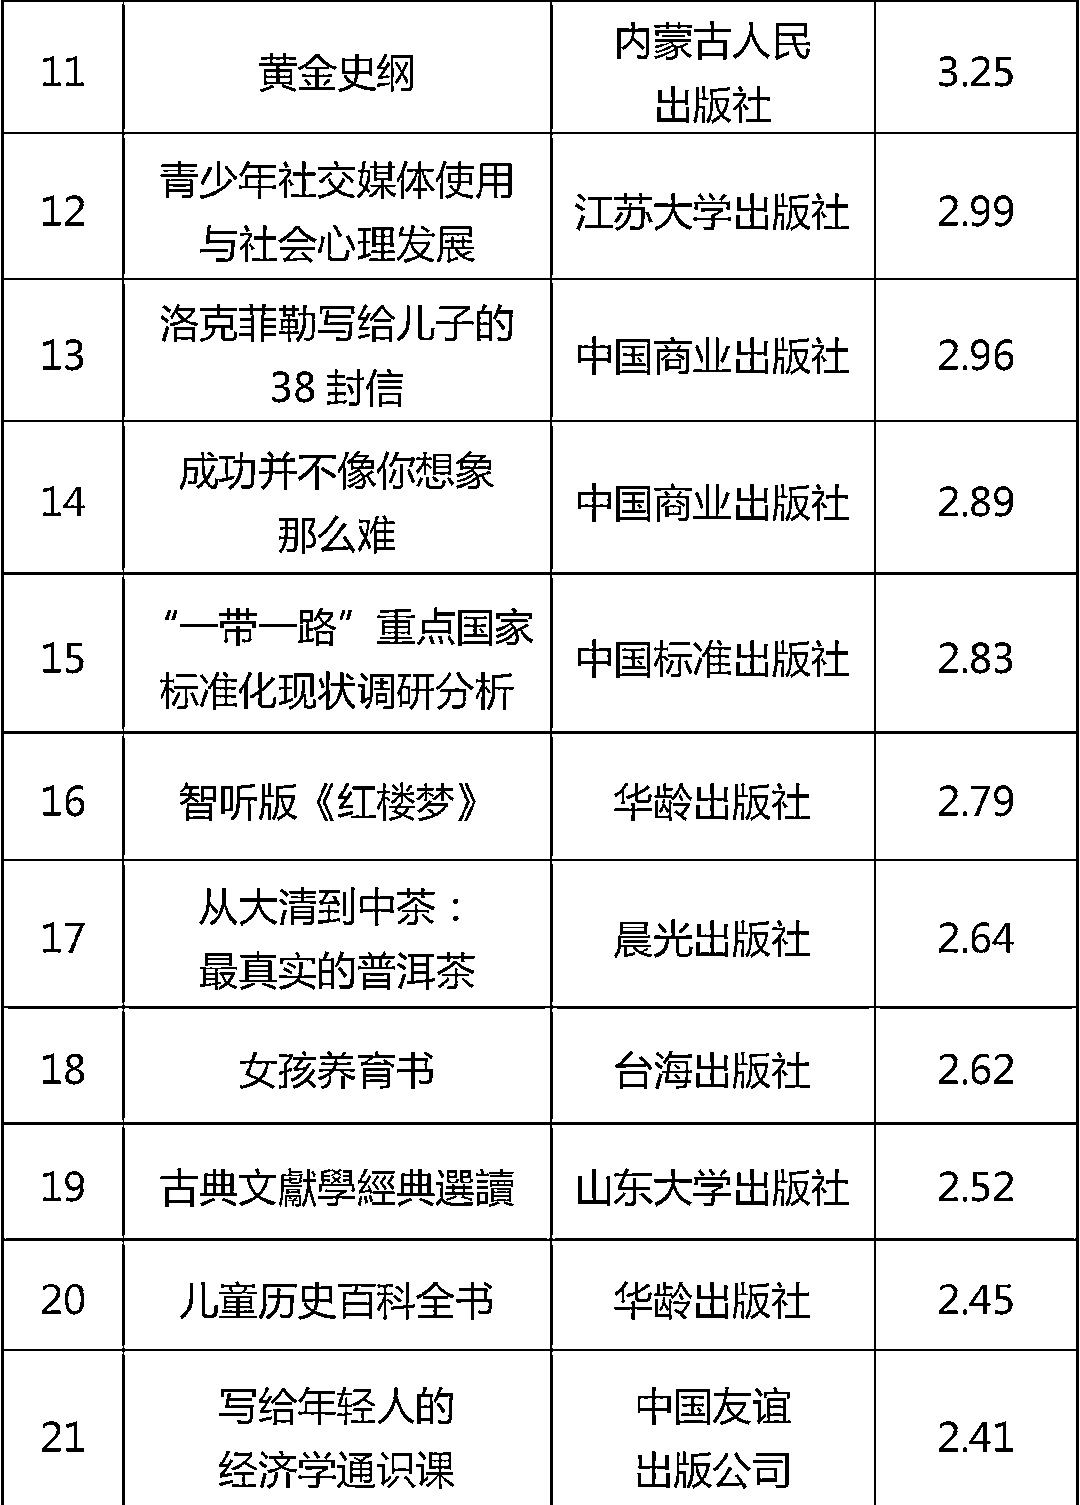 11
黄金史纲
内蒙古人民
出版社
3.25
12
青少年社交媒体使用
与社会心理发展
江苏大学出版社
2.99
13
洛克菲勒写给儿子的
38 封信
中国商业出版社
2.96
14
成功并不像你想象
那么难
中国商业出版社
2.89
15
“一带一路”重点国家
标准化现状调研分析
中国标准出版社
2.83
16
智听版《红楼梦》
华龄出版社
2.79
17
从大清到中茶：
最真实的普洱茶
晨光出版社
2.64
18
女孩养育书
台海出版社
2.62
19
古典文獻學經典選讀
山东大学出版社
2.52
20
儿童历史百科全书
华龄出版社
2.45
21
写给年轻人的
经济学通识课
中国友谊
出版公司
2.41